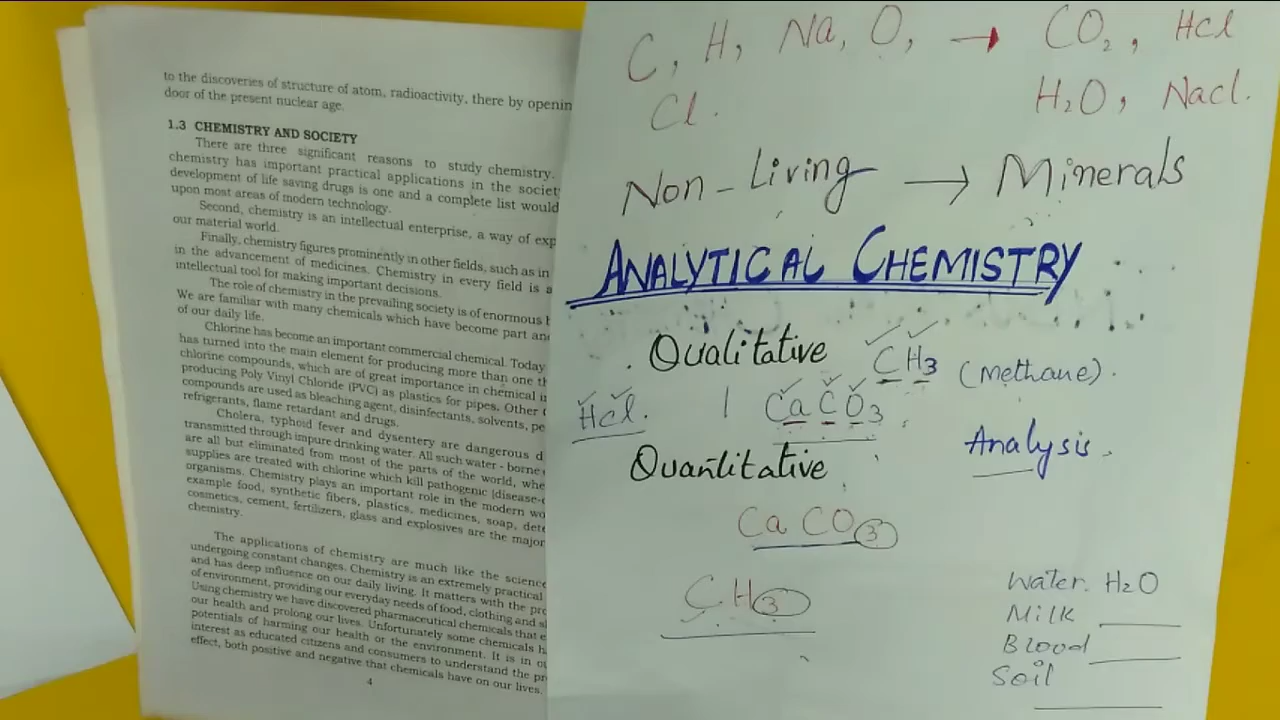 to the discoveries of structure of atom, radioactivity, there by openin
door of the present nuclear age.
1.3 CHEMISTRY AND SOCIETY
There are three significant reasons to study chemistry.
chemistry has important practical applications in the societ
development of life saving drugs is one and a complete list would
upon most areas of modern technology.
Second, chemistry is an intellectual enterprise, a way of exp
our material world.
Finally, chemistry figures prominently in other fields, such as in
in the advancement of medicines. Chemistry in every field is a
intellectual tool for making important decisions.
The role of chemistry in the prevailing society is of enormous
We are familiar with many chemicals which have become part an
of our daily life.
Chlorine has become an important commercial chemical. Today
has turned into the main element for producing more than one
chlorine compounds, which are of great importance in chemical
producing Poly Vinyl Chloride (PVC) as plastics for pipes. Other
compounds are used as bleaching agent, disinfectants, solvents, pe
refrigerants, flame retardant and drugs.
Cholera, typhoid fever and dysentery are dangerous d
transmitted through impure drinking water. All such water - borne
are all but eliminated from most of the parts of the world, whe
supplies are treated with chlorine which kill pathogenic (disease-
organisms. Chemistry plays an important role in the modern wo
example food, synthetic fibers, plastics, medicines, soap, dete
cosmetics, cement, fertilizers, glass and explosives are the major
chemistry.
The applications of chemistry are much like the science
undergoing constant changes. Chemistry is an extremely practical
and has deep influence on our daily living. It matters with the pro
of environment, providing our everyday needs of food, clothing and s
Using chemistry we have discovered pharmaceutical chemicals that e
our health and prolong our lives. Unfortunately some chemicals h
potentials of harming our health or the environment. It is in o
interest as educated citizens and consumers to understand the
effect, both positive and negative that chemicals have on our lives.
4
C, H, Na, O, → CO₂, Hcl
Cl. H₂O, Nacl.
Non-Living → Minerals
ANALYTICAL CHEMISTRY
Qualitative CH₃ (Methane).
Hcl. CaCO₃
Analysis
Quantitative
CaCO₃
CH₃
Water. H₂O
Milk
Blood
Soil